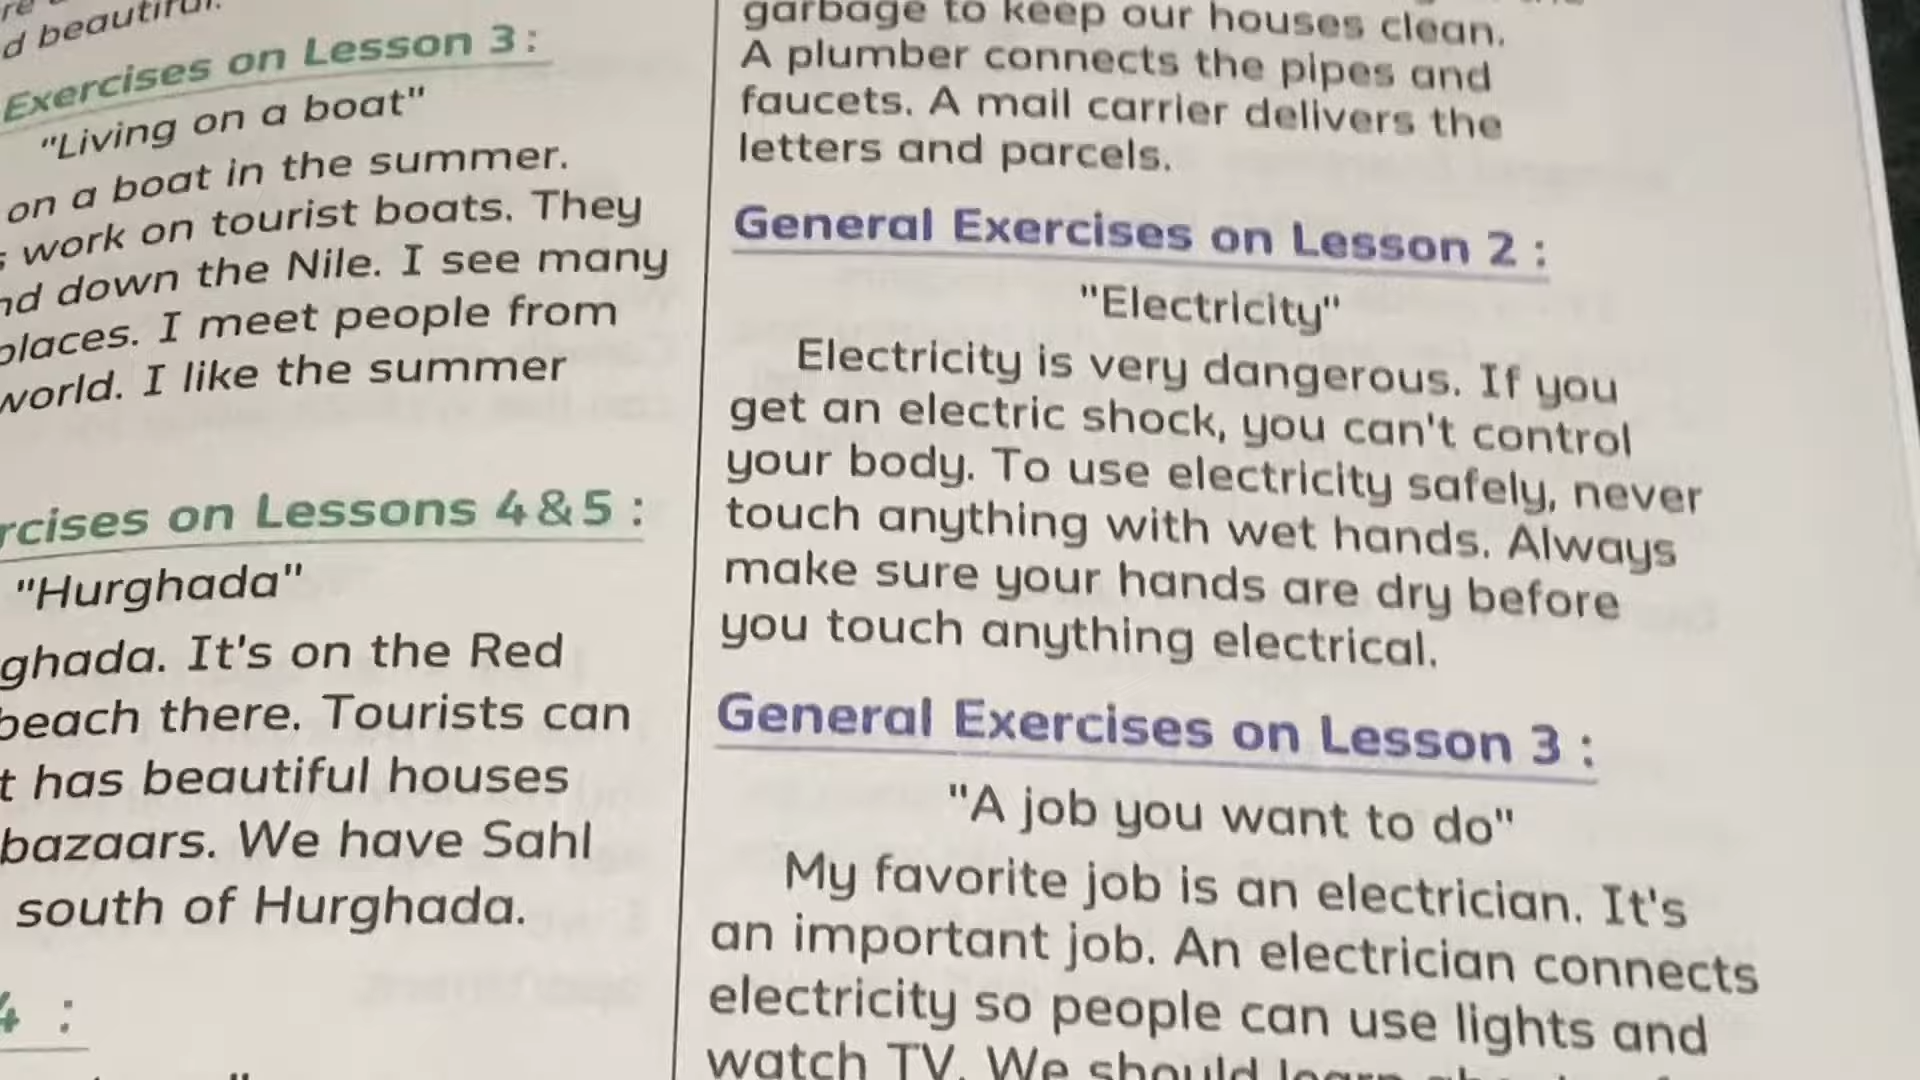 d beautiful.
Exercises on Lesson 3 :
"Living on a boat"
on a boat in the summer.
work on tourist boats. They
down the Nile. I see many
places. I meet people from
world. I like the summer
on Lessons 4 & 5 :
"Hurghada"
ghada. It's on the Red
beach there. Tourists can
t has beautiful houses
bazaars. We have Sahl
south of Hurghada.
4 :
garbage to keep our houses clean.
A plumber connects the pipes and
faucets. A mail carrier delivers the
letters and parcels.
General Exercises on Lesson 2 :
"Electricity"
Electricity is very dangerous. If you
get an electric shock, you can't control
your body. To use electricity safely, never
touch anything with wet hands. Always
make sure your hands are dry before
you touch anything electrical.
General Exercises on Lesson 3 :
"A job you want to do"
My favorite job is an electrician. It's
an important job. An electrician connects
electricity so people can use lights and
watch TV. We should learn